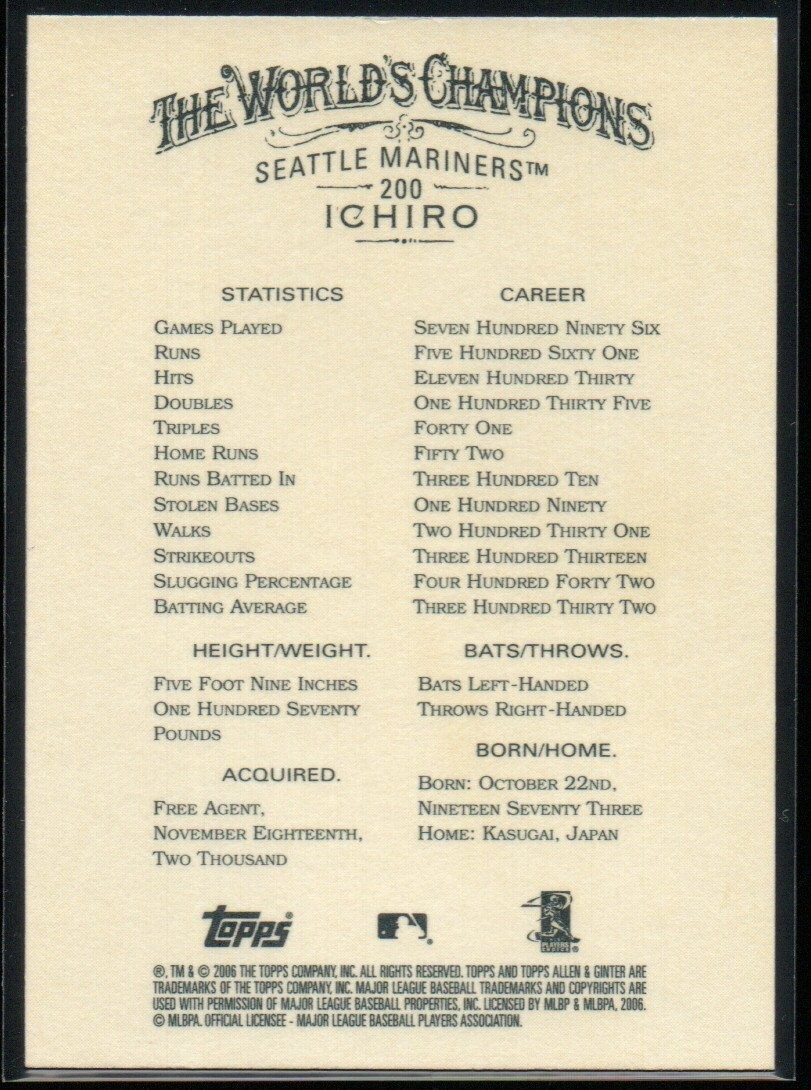 THE WORLD'S CHAMPIONS
SEATTLE MARINERS™
200
ICHIRO
STATISTICS CAREER
GAMES PLAYED SEVEN HUNDRED NINETY SIX
RUNS FIVE HUNDRED SIXTY ONE
HITS ELEVEN HUNDRED THIRTY
DOUBLES ONE HUNDRED THIRTY FIVE
TRIPLES FORTY ONE
HOME RUNS FIFTY TWO
RUNS BATTED IN THREE HUNDRED TEN
STOLEN BASES ONE HUNDRED NINETY
WALKS TWO HUNDRED THIRTY ONE
STRIKEOUTS THREE HUNDRED THIRTEEN
SLUGGING PERCENTAGE FOUR HUNDRED FORTY TWO
BATTING AVERAGE THREE HUNDRED THIRTY TWO
HEIGHT/WEIGHT.
FIVE FOOT NINE INCHES
ONE HUNDRED SEVENTY
POUNDS
ACQUIRED.
FREE AGENT,
NOVEMBER EIGHTEENTH,
TWO THOUSAND
BATS/THROWS.
BATS LEFT-HANDED
THROWS RIGHT-HANDED
BORN/HOME.
BORN: OCTOBER 22ND,
NINETEEN SEVENTY THREE
HOME: KASUGAI, JAPAN
Topps®
PLAYERS
CHOICE ®
®, TM & © 2006 THE TOPPS COMPANY, INC. ALL RIGHTS RESERVED. TOPPS AND TOPPS ALLEN & GINTER ARE
TRADEMARKS OF THE TOPPS COMPANY, INC. MAJOR LEAGUE BASEBALL TRADEMARKS AND COPYRIGHTS ARE
USED WITH PERMISSION OF MAJOR LEAGUE BASEBALL PROPERTIES, INC. LICENSED BY MLBP & MLBPA, 2006.
© MLBPA. OFFICIAL LICENSEE - MAJOR LEAGUE BASEBALL PLAYERS ASSOCIATION.